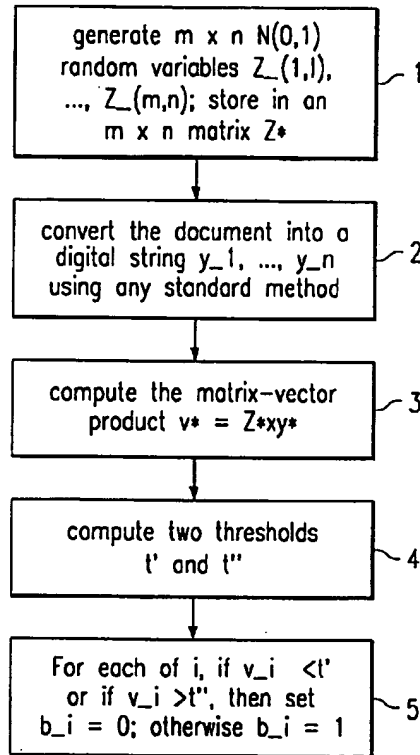 generate m x n N(0,1)
random variables Z_(1,1),
..., Z_(m,n); store in an
m x n matrix Z*
1
convert the document into a
digital string y_1, ..., y_n
using any standard method
2
compute the matrix-vector
product v* = Z*xy*
3
compute two thresholds
t' and t"
4
For each of i, if v_i <t'
or if v_i >t", then set
b_i = 0; otherwise b_i = 1
5